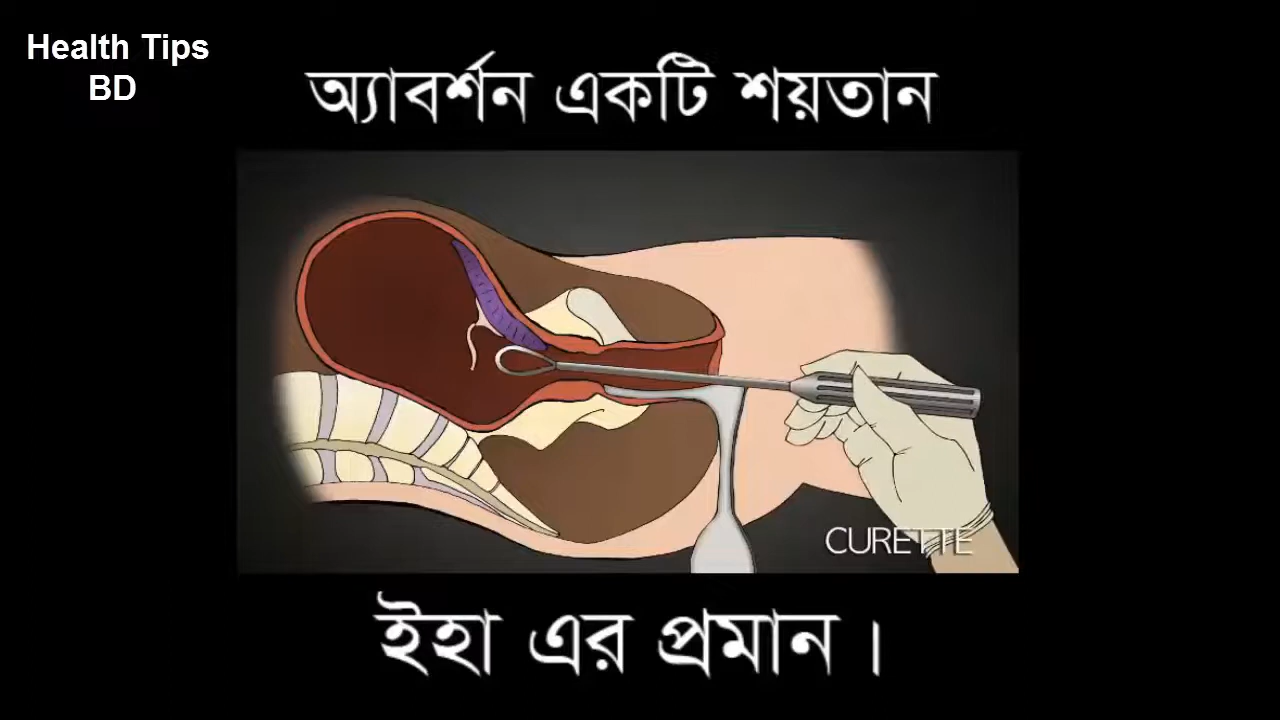 Health Tips
BD
অ্যাবর্শন একটি শয়তান
CURETTE
ইহা এর প্রমান।